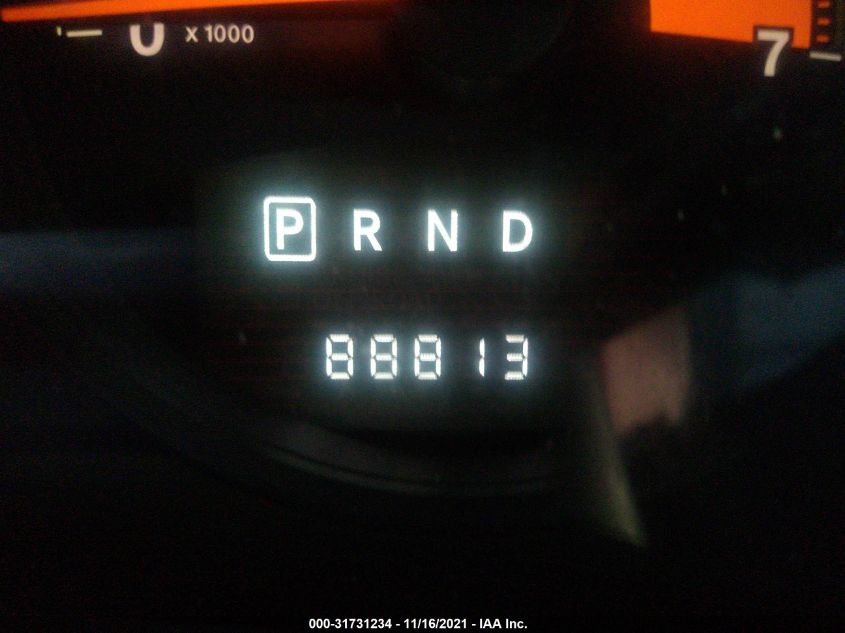 0 x 1000
7
P R N D
88813
000-31731234 - 11/16/2021 - IAA Inc.